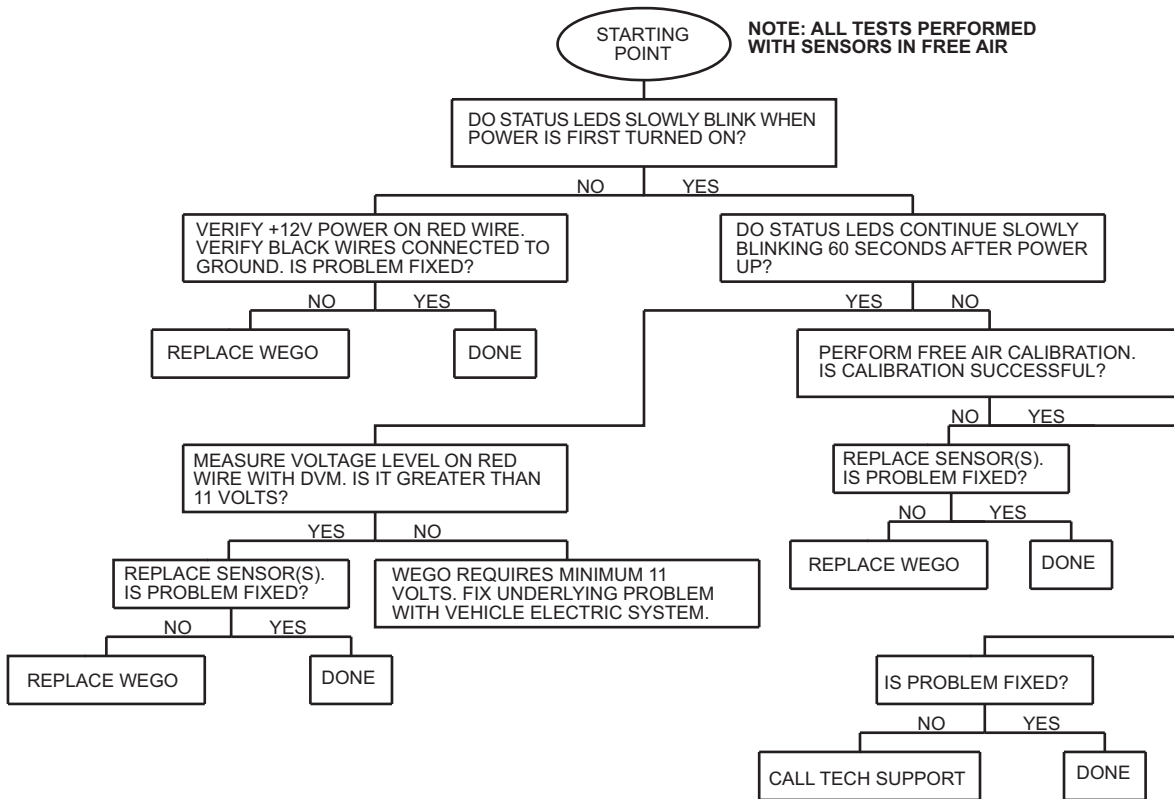 STARTING
POINT
NOTE: ALL TESTS PERFORMED
WITH SENSORS IN FREE AIR
DO STATUS LEDS SLOWLY BLINK WHEN
POWER IS FIRST TURNED ON?
NO
YES
VERIFY +12V POWER ON RED WIRE.
VERIFY BLACK WIRES CONNECTED TO
GROUND. IS PROBLEM FIXED?
DO STATUS LEDS CONTINUE SLOWLY
BLINKING 60 SECONDS AFTER POWER
UP?
NO
YES
YES
NO
REPLACE WEGO
DONE
PERFORM FREE AIR CALIBRATION.
IS CALIBRATION SUCCESSFUL?
NO
YES
MEASURE VOLTAGE LEVEL ON RED
WIRE WITH DVM. IS IT GREATER THAN
11 VOLTS?
REPLACE SENSOR(S).
IS PROBLEM FIXED?
YES
NO
NO
YES
REPLACE SENSOR(S).
IS PROBLEM FIXED?
WEGO REQUIRES MINIMUM 11
VOLTS. FIX UNDERLYING PROBLEM
WITH VEHICLE ELECTRIC SYSTEM.
REPLACE WEGO
DONE
NO
YES
REPLACE WEGO
DONE
IS PROBLEM FIXED?
NO
YES
CALL TECH SUPPORT
DONE